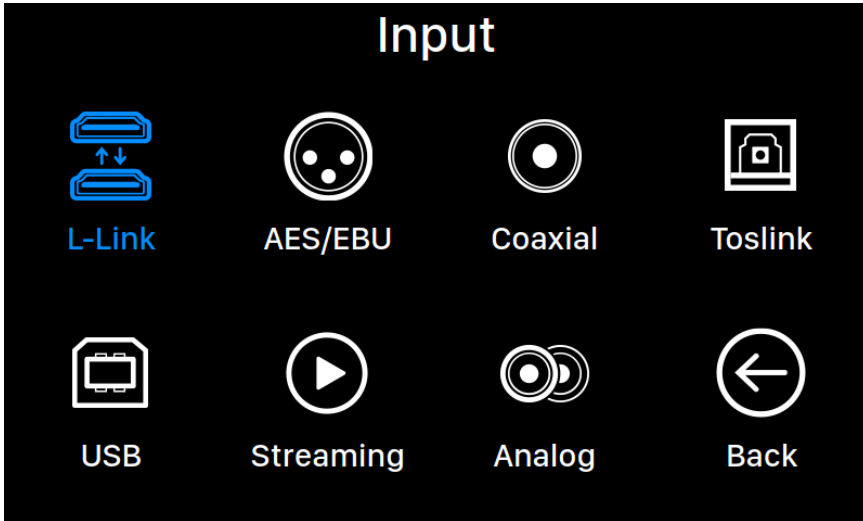 Input
L-Link AES/EBU Coaxial Toslink
USB Streaming Analog Back